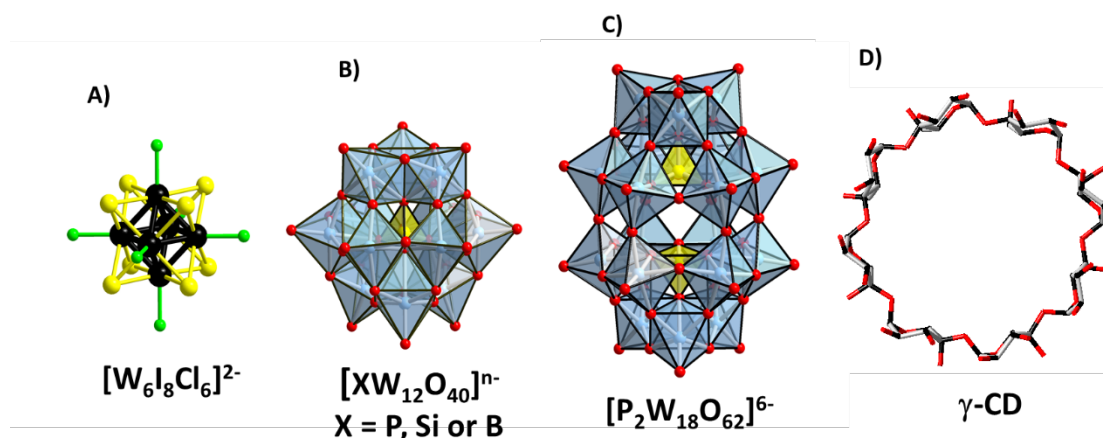 A)
[W₆I₈Cl₆]²⁻
B)
[XW₁₂O₄₀]ⁿ⁻
X = P, Si or B
C)
[P₂W₁₈O₆₂]⁶⁻
D)
γ-CD